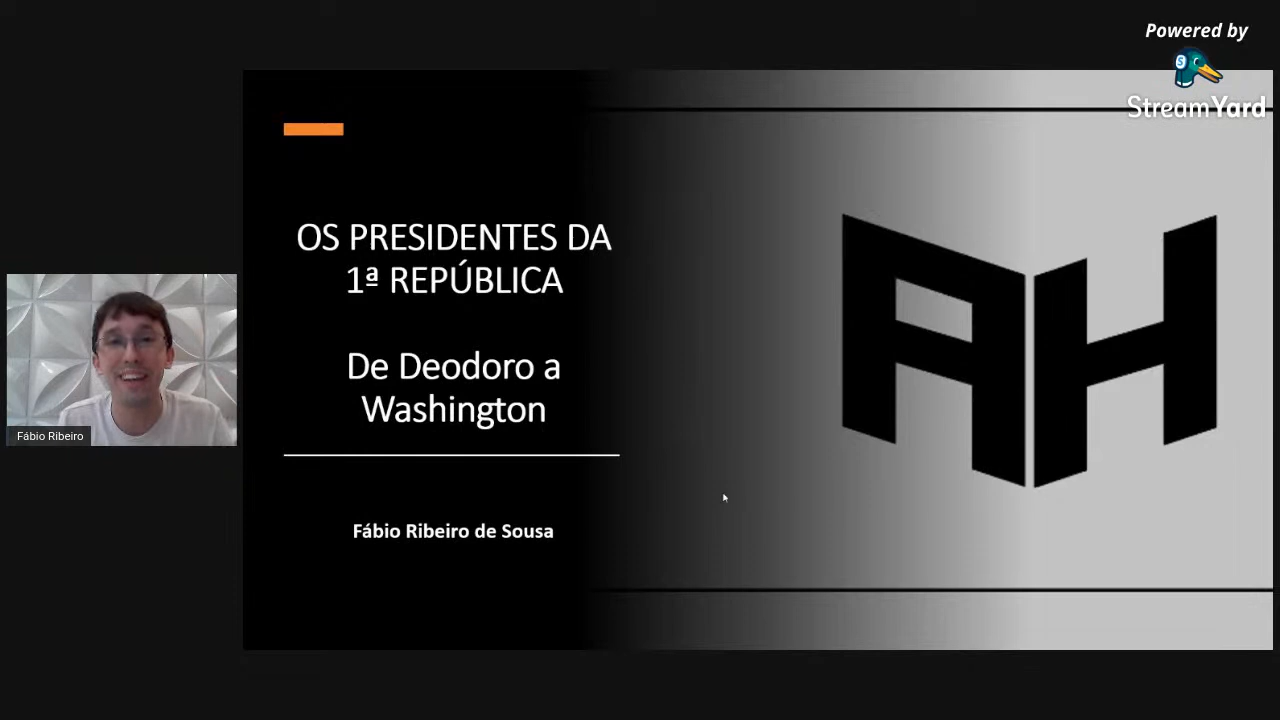 Powered by
StreamYard
OS PRESIDENTES DA
1ª REPÚBLICA
De Deodoro a
Washington
Fábio Ribeiro de Sousa
AH
Fábio Ribeiro